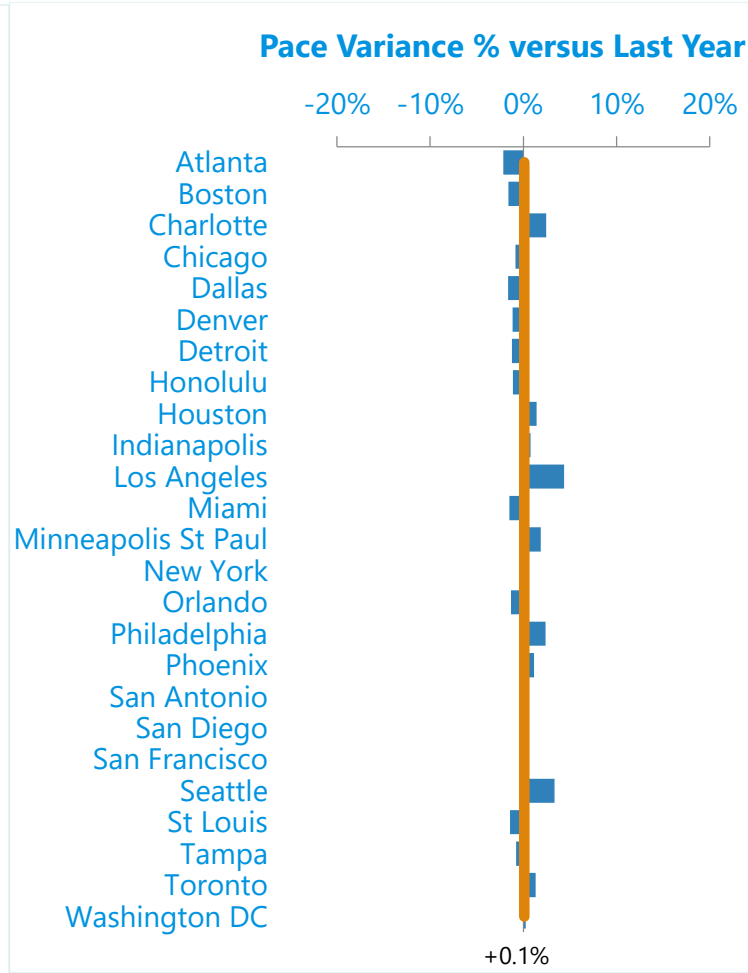 Pace Variance % versus Last Year
-20% -10% 0% 10% 20%
Atlanta
Boston
Charlotte
Chicago
Dallas
Denver
Detroit
Honolulu
Houston
Indianapolis
Los Angeles
Miami
Minneapolis St Paul
New York
Orlando
Philadelphia
Phoenix
San Antonio
San Diego
San Francisco
Seattle
St Louis
Tampa
Toronto
Washington DC
+0.1%